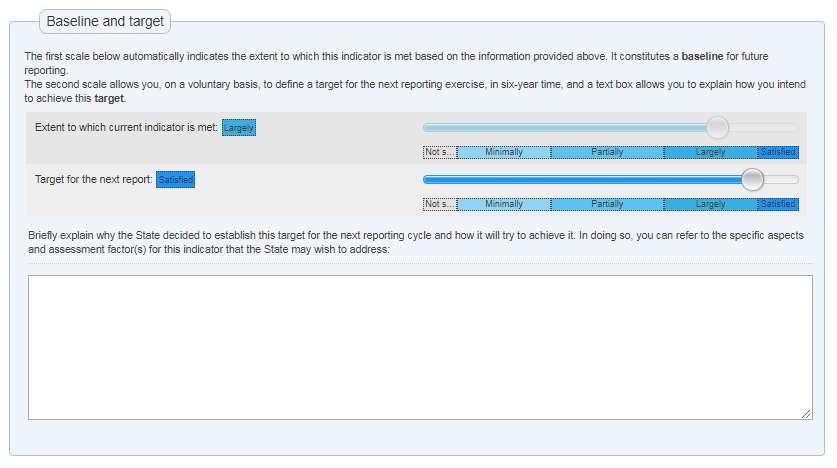 Baseline and target
The first scale below automatically indicates the extent to which this indicator is met based on the information provided above. It constitutes a baseline for future
reporting.
The second scale allows you, on a voluntary basis, to define a target for the next reporting exercise, in six-year time, and a text box allows you to explain how you intend
to achieve this target.
Extent to which current indicator is met: Largely
Not s... Minimally Partially Largely Satisfied
Target for the next report: Satisfied
Not s... Minimally Partially Largely Satisfied
Briefly explain why the State decided to establish this target for the next reporting cycle and how it will try to achieve it. In doing so, you can refer to the specific aspects
and assessment factor(s) for this indicator that the State may wish to address: